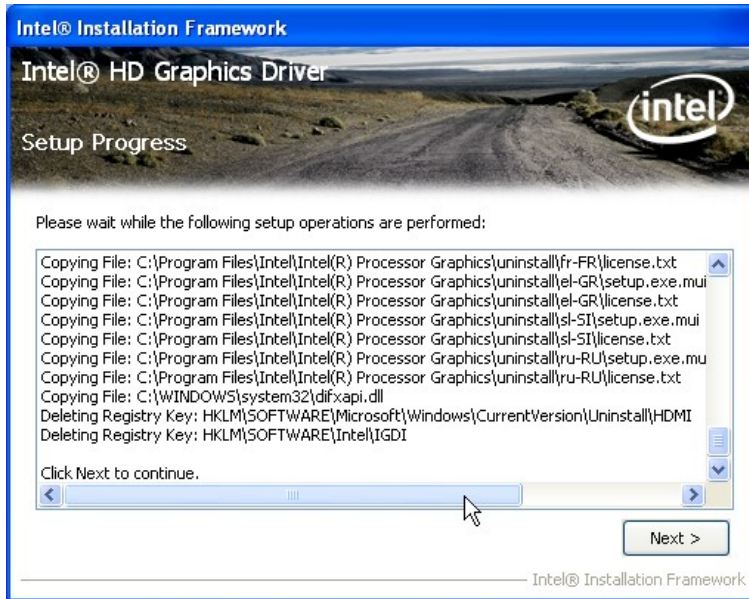 Intel® Installation Framework
Intel® HD Graphics Driver
intel
Setup Progress
Please wait while the following setup operations are performed:
Copying File: C:\Program Files\Intel\Intel(R) Processor Graphics\uninstall\fr-FR\license.txt
Copying File: C:\Program Files\Intel\Intel(R) Processor Graphics\uninstall\el-GR\setup.exe.mui
Copying File: C:\Program Files\Intel\Intel(R) Processor Graphics\uninstall\el-GR\license.txt
Copying File: C:\Program Files\Intel\Intel(R) Processor Graphics\uninstall\sl-SI\setup.exe.mui
Copying File: C:\Program Files\Intel\Intel(R) Processor Graphics\uninstall\sl-SI\license.txt
Copying File: C:\Program Files\Intel\Intel(R) Processor Graphics\uninstall\ru-RU\setup.exe.mu
Copying File: C:\Program Files\Intel\Intel(R) Processor Graphics\uninstall\ru-RU\license.txt
Copying File: C:\WINDOWS\system32\difxapi.dll
Deleting Registry Key: HKLM\SOFTWARE\Microsoft\Windows\CurrentVersion\Uninstall\HDMI
Deleting Registry Key: HKLM\SOFTWARE\Intel\IGDI
Click Next to continue.
Next >
Intel® Installation Framework